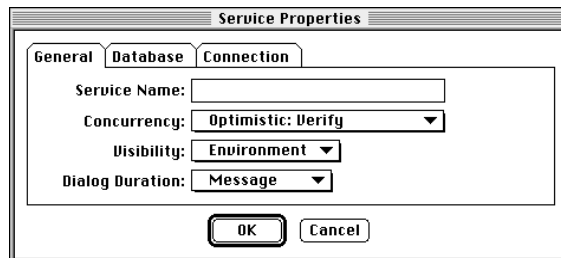 Service Properties
General Database Connection
Service Name:
Concurrency: Optimistic: Verify
Visibility: Environment
Dialog Duration: Message
OK Cancel